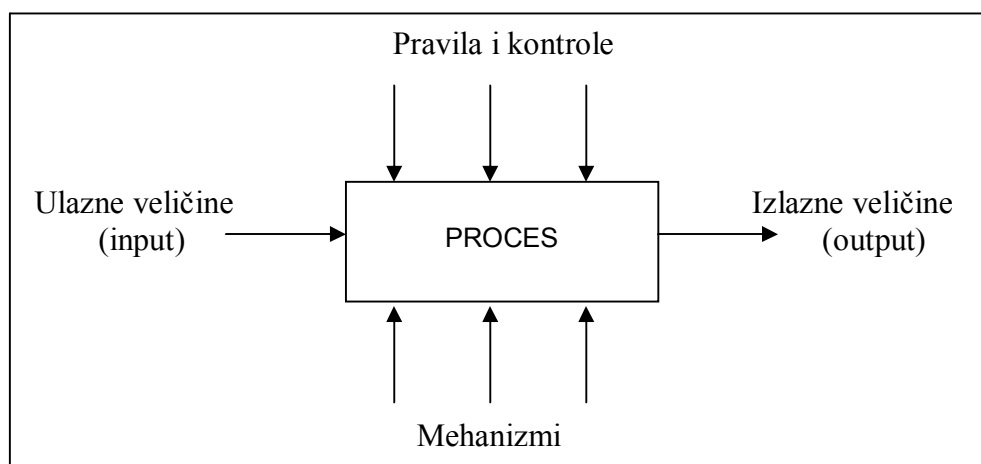 Pravila i kontrole
Ulazne veličine
(input)
PROCES
Izlazne veličine
(output)
Mehanizmi